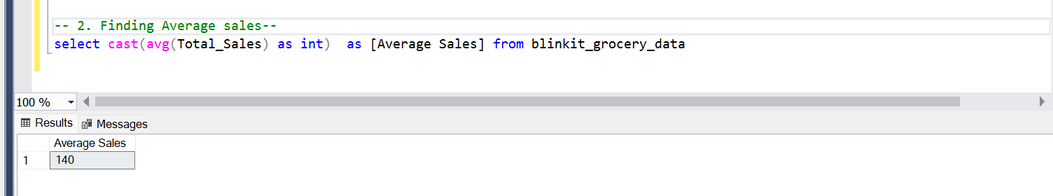 -- 2. Finding Average sales--
select cast(avg(Total_Sales) as int)  as [Average Sales] from blinkit_grocery_data
100 %
Results Messages
Average Sales
1 140